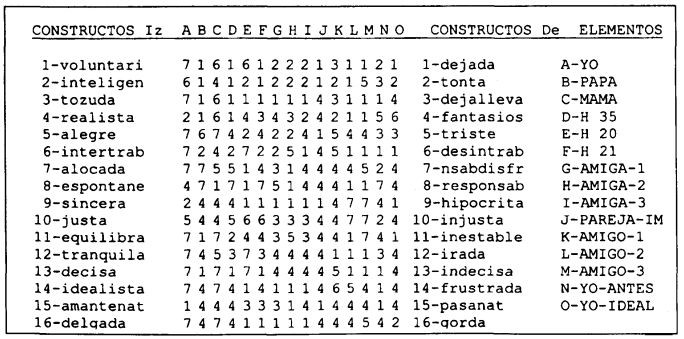 CONSTRUCTOS Iz A B C D E F G H I J K L M N O CONSTRUCTOS De ELEMENTOS
1-voluntari 7 1 6 1 6 1 2 2 2 1 3 1 1 2 1 1-dejada A-YO
2-inteligen 6 1 4 1 2 1 2 2 2 1 2 1 5 3 2 2-tonta B-PAPA
3-tozuda 7 1 6 1 1 1 1 1 1 4 3 1 1 1 4 3-dejalleva C-MAMA
4-realista 2 1 6 1 4 3 4 3 2 4 2 1 1 5 6 4-fantasios D-H 35
5-alegre 7 6 7 4 2 4 2 2 4 1 5 4 4 3 3 5-triste E-H 20
6-intertrab 7 2 4 2 7 2 2 5 1 4 5 1 1 1 1 6-desintrab F-H 21
7-alocada 7 7 5 5 1 4 3 1 4 4 4 4 5 2 4 7-nsabdisfr G-AMIGA-1
8-espontane 4 7 1 7 1 7 5 1 4 4 4 1 1 7 4 8-responsab H-AMIGA-2
9-sincera 2 4 4 4 1 1 1 1 1 1 4 7 7 4 1 9-hipocrita I-AMIGA-3
10-justa 5 4 4 5 6 6 3 3 3 4 4 7 7 2 4 10-injusta J-PAREJA-IM
11-equilibra 7 1 7 2 4 4 3 5 3 4 4 1 7 4 1 11-inestable K-AMIGO-1
12-tranquila 7 4 5 3 7 3 4 4 4 4 1 1 1 3 4 12-irada L-AMIGO-2
13-decisa 7 1 7 1 7 1 4 4 4 4 5 1 1 1 4 13-indecisa M-AMIGO-3
14-idealista 7 4 7 4 1 4 1 1 1 4 6 5 4 1 4 14-frustrada N-YO-ANTES
15-amantenat 1 4 4 4 3 3 3 1 4 1 4 4 4 1 4 15-pasanat O-YO-IDEAL
16-delgada 7 4 7 4 1 1 1 1 1 4 4 4 5 4 2 16-gorda